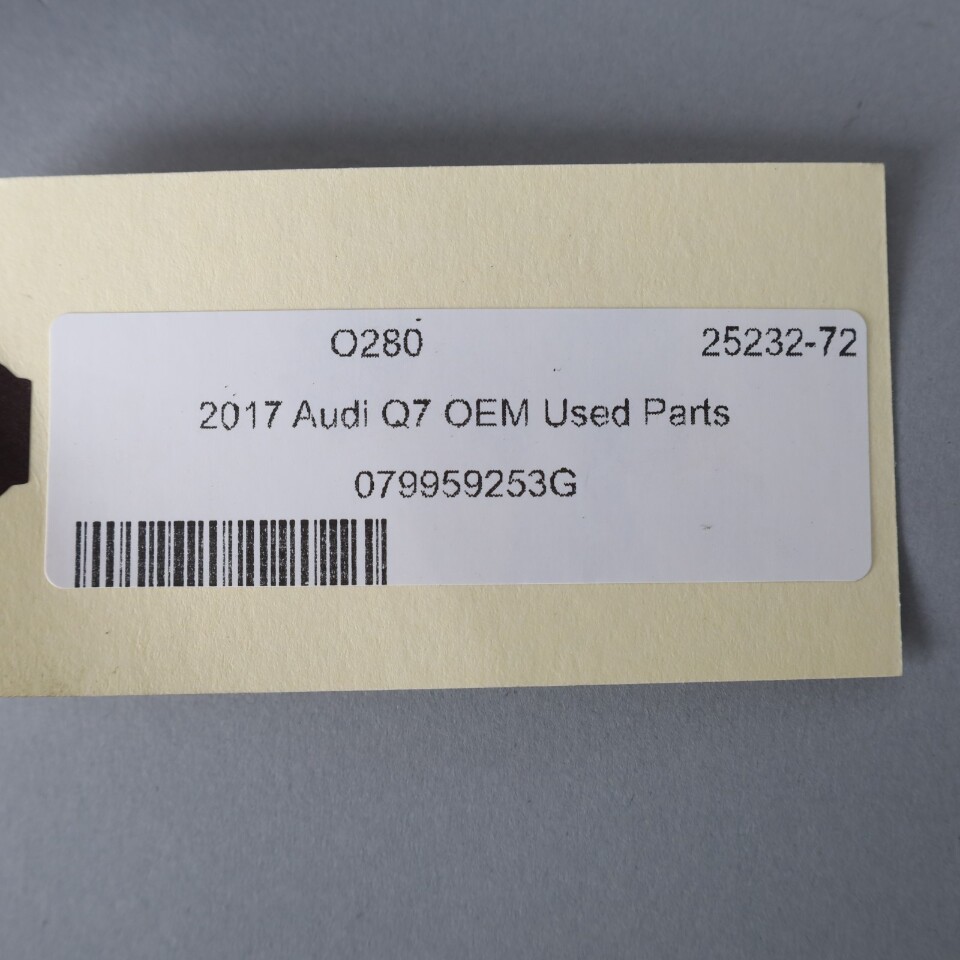 O280 25232-72
2017 Audi Q7 OEM Used Parts
079959253G